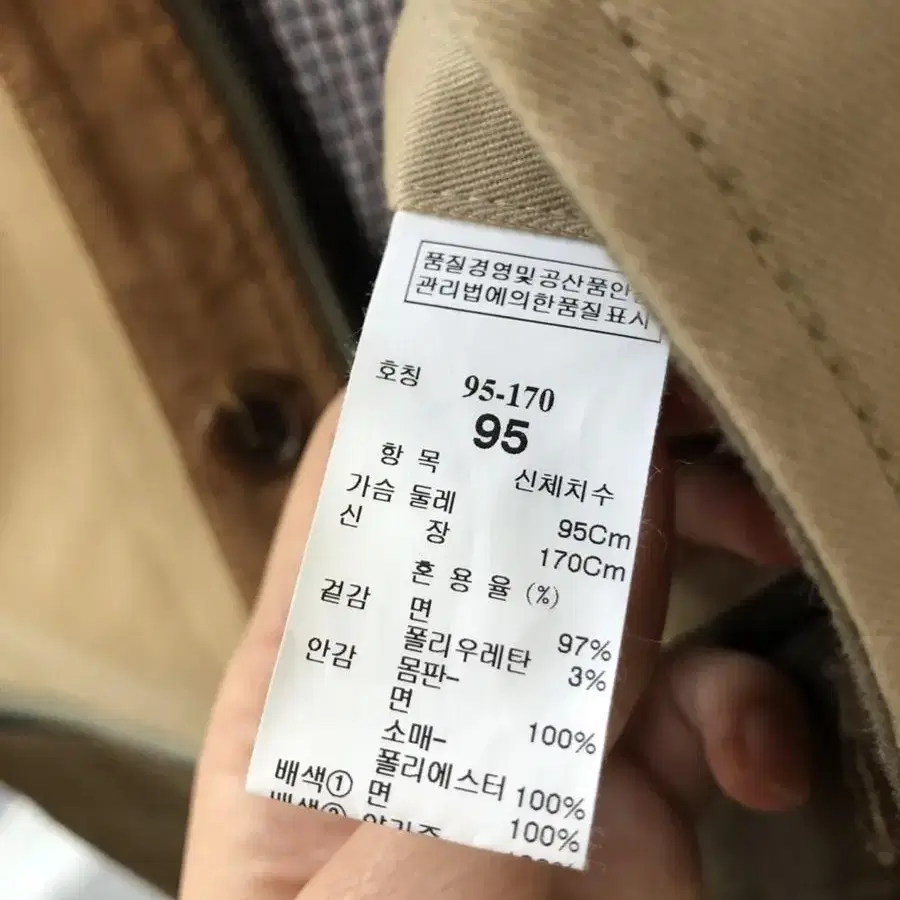 품질경영및공산품안전
관리법에의한품질표시
호칭 95-170
95
항 목 신체치수
가슴 둘레 95Cm
신 장 170Cm
혼 용 율 (%)
겉감 면 97%
폴리우레탄 3%
안감 몸판-
면 100%
소매-
폴리에스터 100%
배색① 면 100%